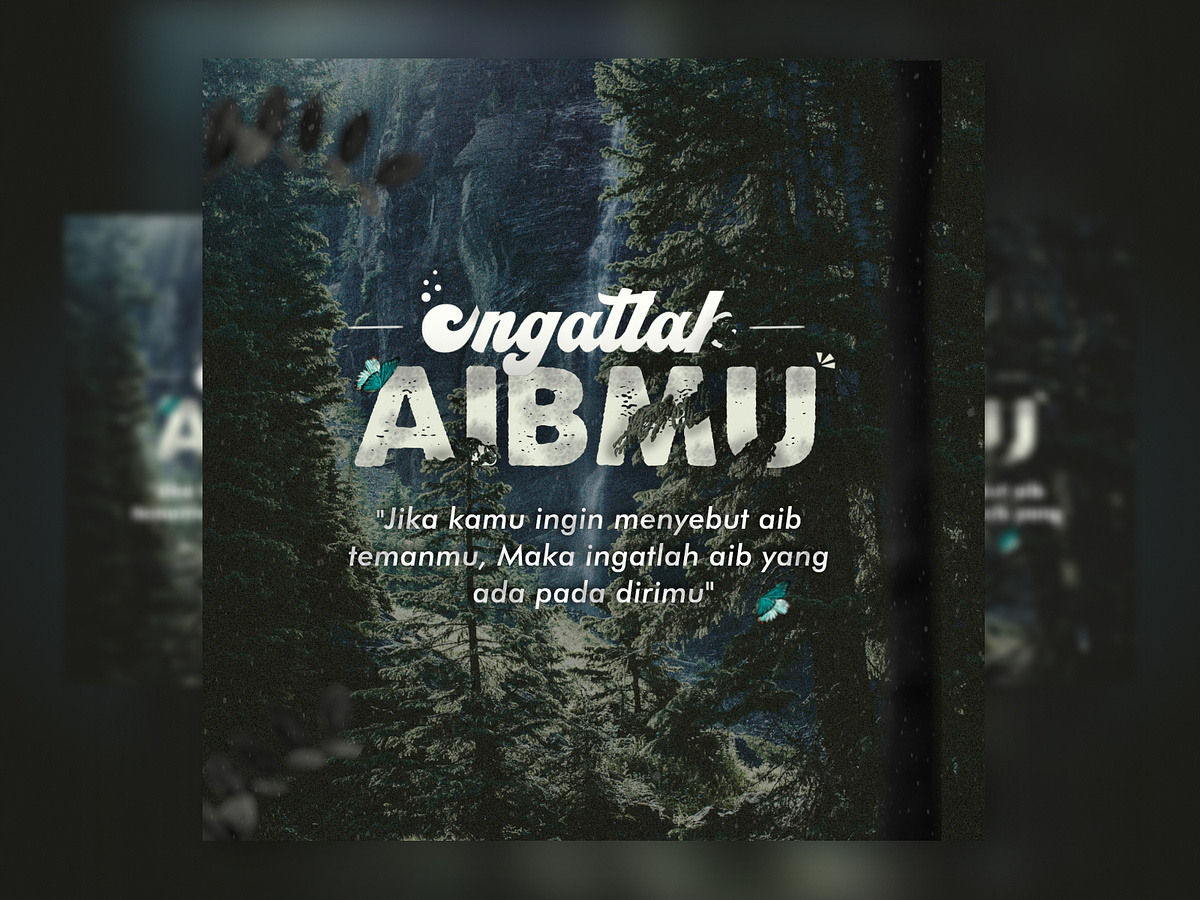 Ingatlah
AIBMU
"Jika kamu ingin menyebut aib
temanmu, Maka ingatlah aib yang
ada pada dirimu"